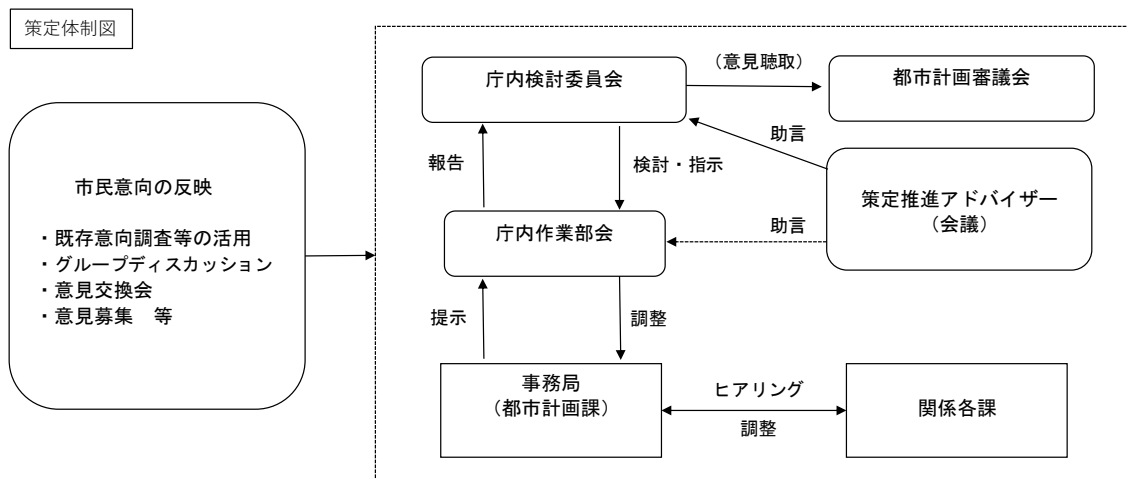 策定体制図
市民意向の反映
・既存意向調査等の活用
・グループディスカッション
・意見交換会
・意見募集　等
庁内検討委員会
（意見聴取）
都市計画審議会
助言
報告
検討・指示
策定推進アドバイザー
（会議）
庁内作業部会
助言
提示
調整
事務局
（都市計画課）
ヒアリング
調整
関係各課